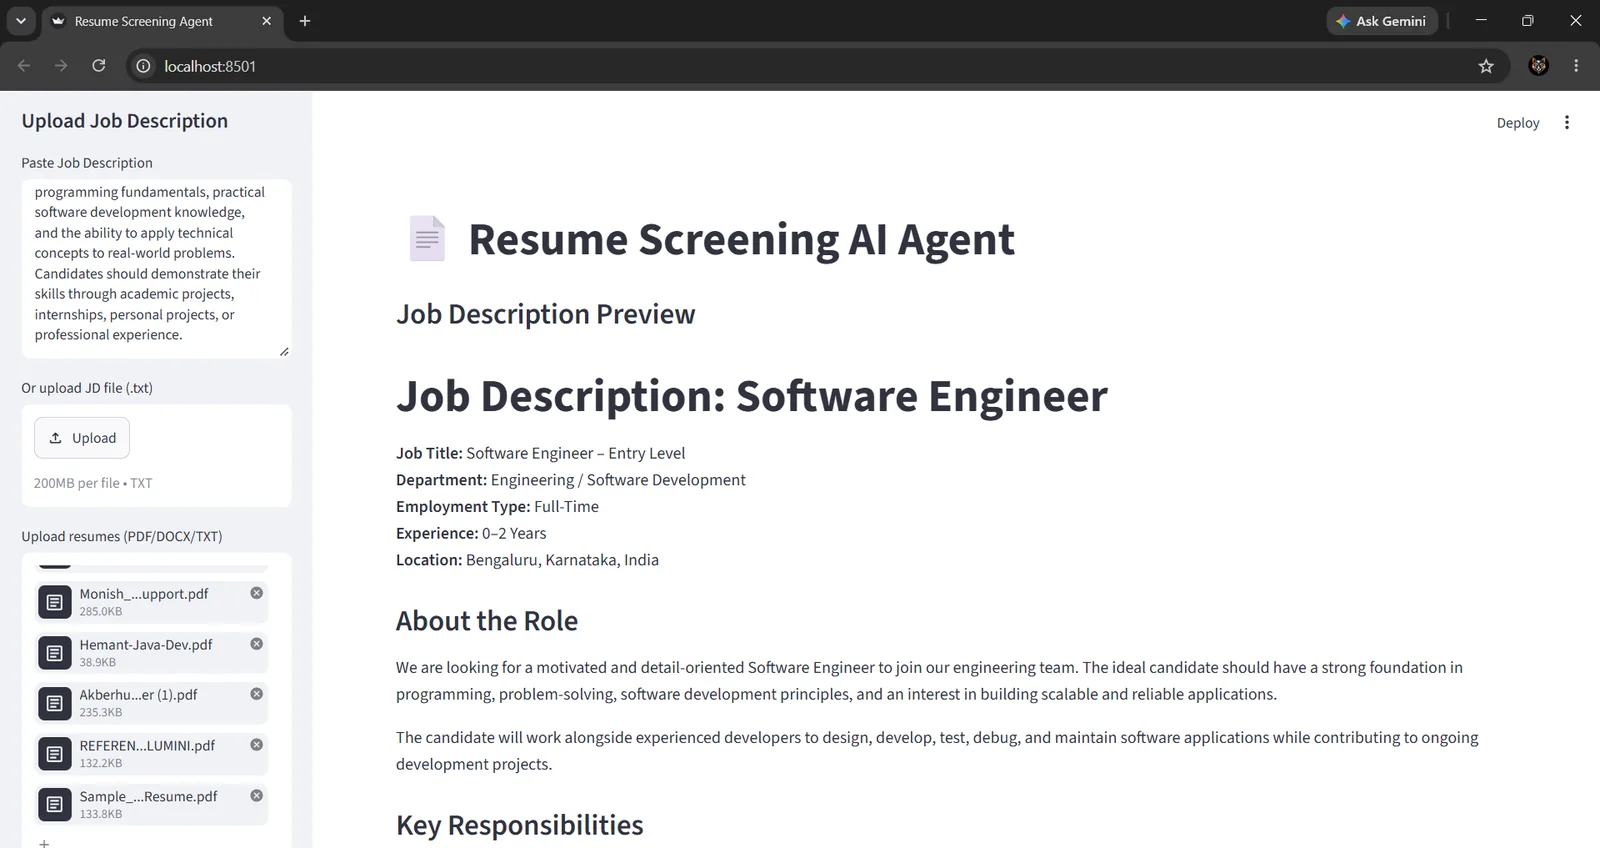 Resume Screening Agent
Ask Gemini
localhost:8501
Upload Job Description
Paste Job Description
programming fundamentals, practical
software development knowledge,
and the ability to apply technical
concepts to real-world problems.
Candidates should demonstrate their
skills through academic projects,
internships, personal projects, or
professional experience.
Or upload JD file (.txt)
Upload
200MB per file • TXT
Upload resumes (PDF/DOCX/TXT)
Monish_...upport.pdf
285.0KB
Hemant-Java-Dev.pdf
38.9KB
Akberhu...er (1).pdf
235.3KB
REFEREN...LUMINI.pdf
132.2KB
Sample_...Resume.pdf
133.8KB
Deploy
Resume Screening AI Agent
Job Description Preview
Job Description: Software Engineer
Job Title: Software Engineer – Entry Level
Department: Engineering / Software Development
Employment Type: Full-Time
Experience: 0–2 Years
Location: Bengaluru, Karnataka, India
About the Role
We are looking for a motivated and detail-oriented Software Engineer to join our engineering team. The ideal candidate should have a strong foundation in
programming, problem-solving, software development principles, and an interest in building scalable and reliable applications.
The candidate will work alongside experienced developers to design, develop, test, debug, and maintain software applications while contributing to ongoing
development projects.
Key Responsibilities